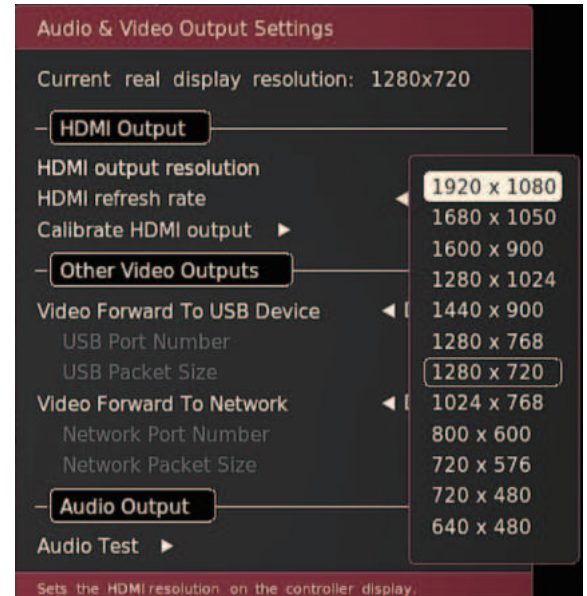 Audio & Video Output Settings
Current real display resolution: 1280x720
HDMI Output
HDMI output resolution
HDMI refresh rate
Calibrate HDMI output
Other Video Outputs
Video Forward To USB Device
USB Port Number
USB Packet Size
Video Forward To Network
Network Port Number
Network Packet Size
Audio Output
Audio Test
1920 x 1080
1680 x 1050
1600 x 900
1280 x 1024
1440 x 900
1280 x 768
1280 x 720
1024 x 768
800 x 600
720 x 576
720 x 480
640 x 480
Sets the HDMI resolution on the controller display.